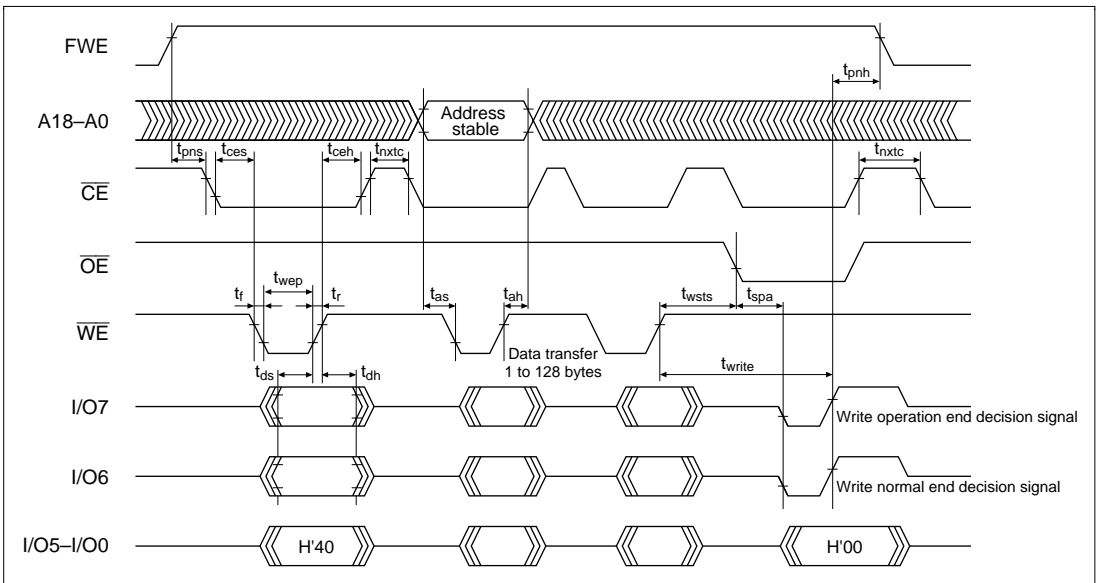 FWE
tpnh
A18–A0
Address
stable
tpns
tces
tceh
tnxtc
tnxtc
CE
OE
twep
tf
tr
tas
tah
twsts
tspa
WE
Data transfer
1 to 128 bytes
twrite
tds
tdh
I/O7
Write operation end decision signal
I/O6
Write normal end decision signal
I/O5–I/O0
H'40
H'00